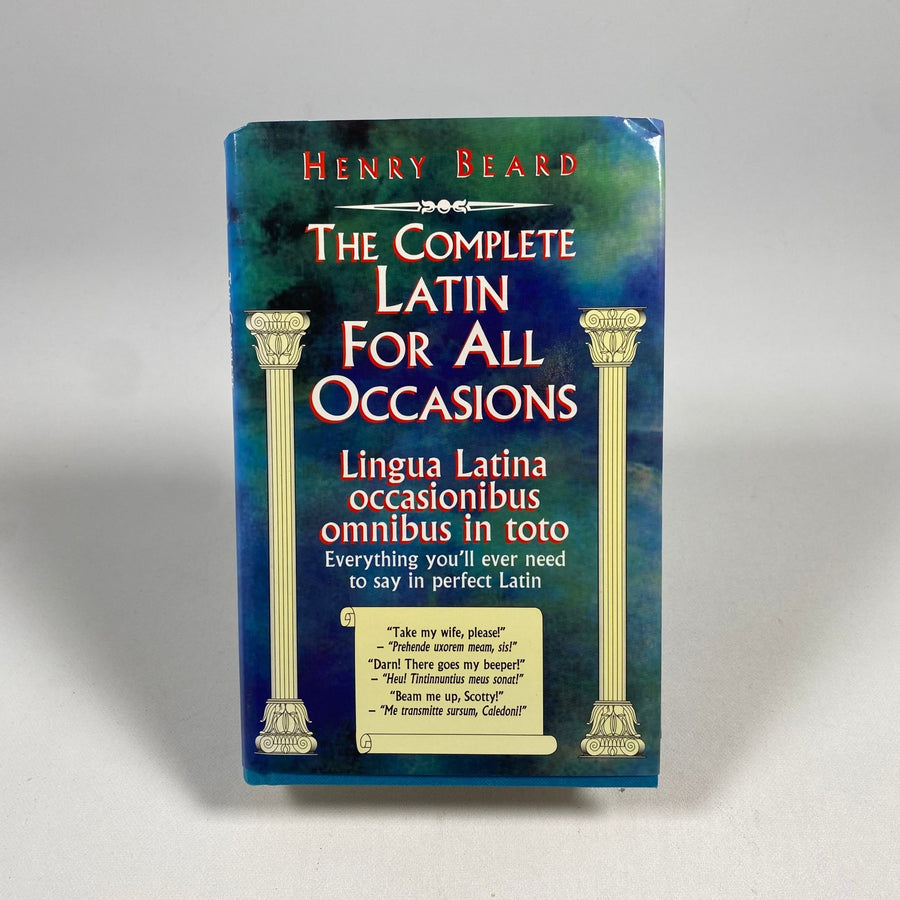 HENRY BEARD
THE COMPLETE
LATIN
FOR ALL
OCCASIONS
Lingua Latina
occasionibus
omnibus in toto
Everything you'll ever need
to say in perfect Latin
“Take my wife, please!”
– “Prehende uxorem meam, sis!”
“Darn! There goes my beeper!”
– “Heu! Tintinnuntius meus sonat!”
“Beam me up, Scotty!”
– “Me transmitte sursum, Caledoni!”